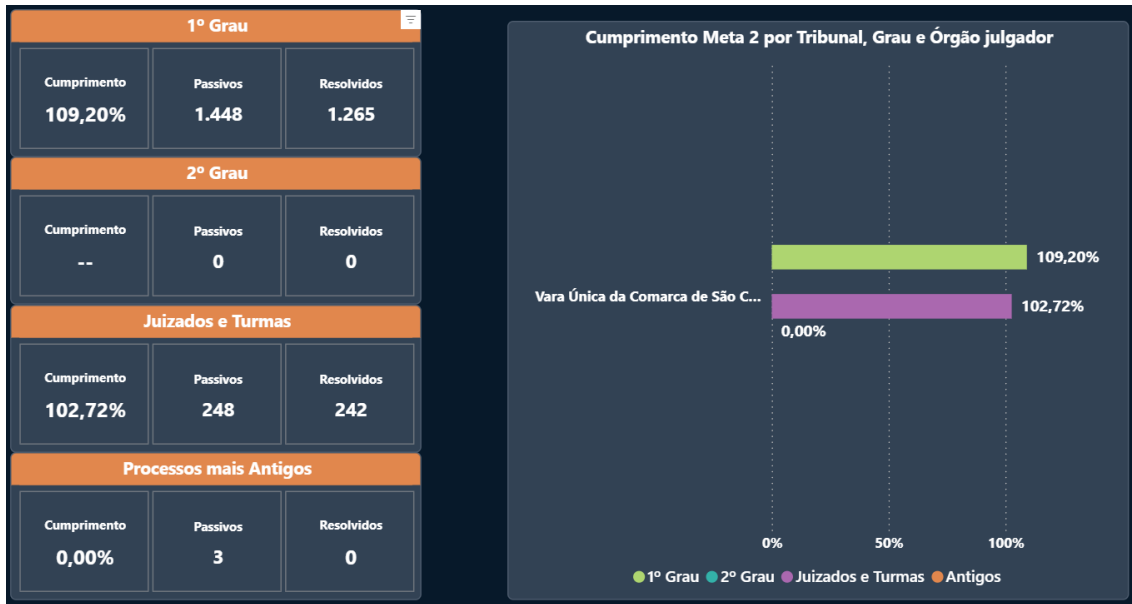 1º Grau
Cumprimento
109,20%
Passivos
1.448
Resolvidos
1.265
2º Grau
Cumprimento
--
Passivos
0
Resolvidos
0
Juizados e Turmas
Cumprimento
102,72%
Passivos
248
Resolvidos
242
Processos mais Antigos
Cumprimento
0,00%
Passivos
3
Resolvidos
0
Cumprimento Meta 2 por Tribunal, Grau e Órgão julgador
109,20%
Vara Única da Comarca de São C...
102,72%
0,00%
0% 50% 100%
1º Grau 2º Grau Juizados e Turmas Antigos